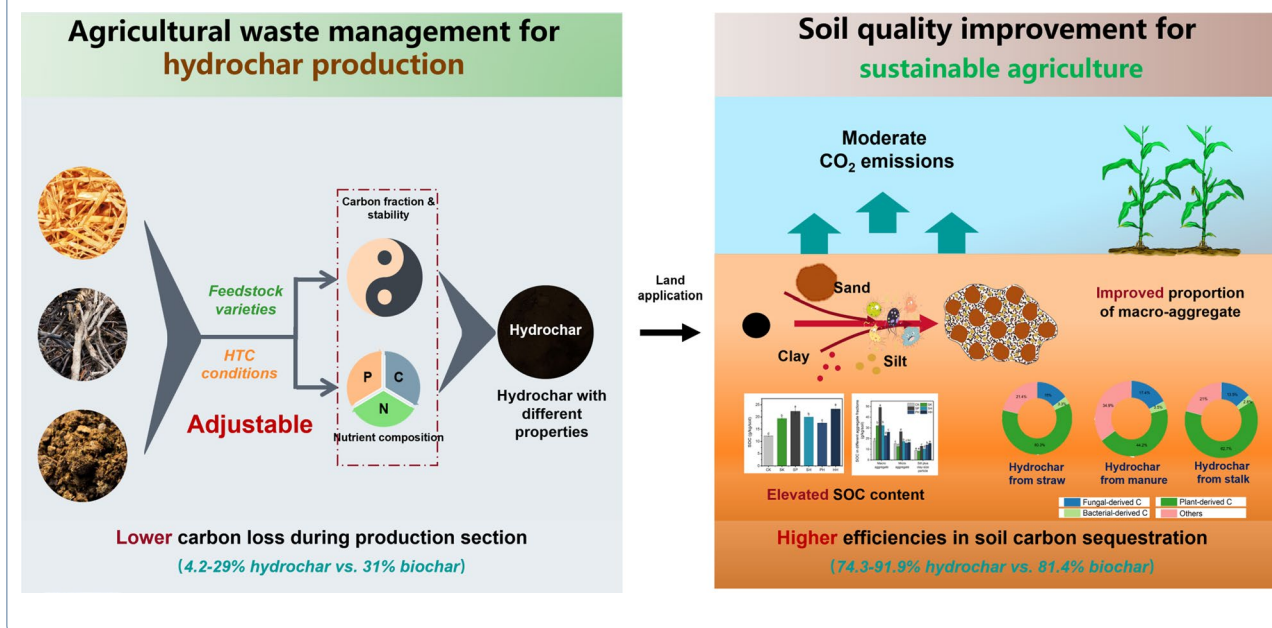 Agricultural waste management for
hydrochar production
Carbon fraction &
stability
Feedstock
varieties
HTC
conditions
Adjustable
P
C
N
Nutrient composition
Hydrochar
Hydrochar with
different
properties
Lower carbon loss during production section
(4.2-29% hydrochar vs. 31% biochar)
Land
application
Soil quality improvement for
sustainable agriculture
Moderate
CO₂ emissions
Sand
Clay
Silt
Improved proportion
of macro-aggregate
SOC (g/kg/soil)
Elevated SOC content
Hydrochar
from straw
Hydrochar
from manure
Hydrochar
from stalk
Fungal-derived C
Plant-derived C
Bacterial-derived C
Others
Higher efficiencies in soil carbon sequestration
(74.3-91.9% hydrochar vs. 81.4% biochar)